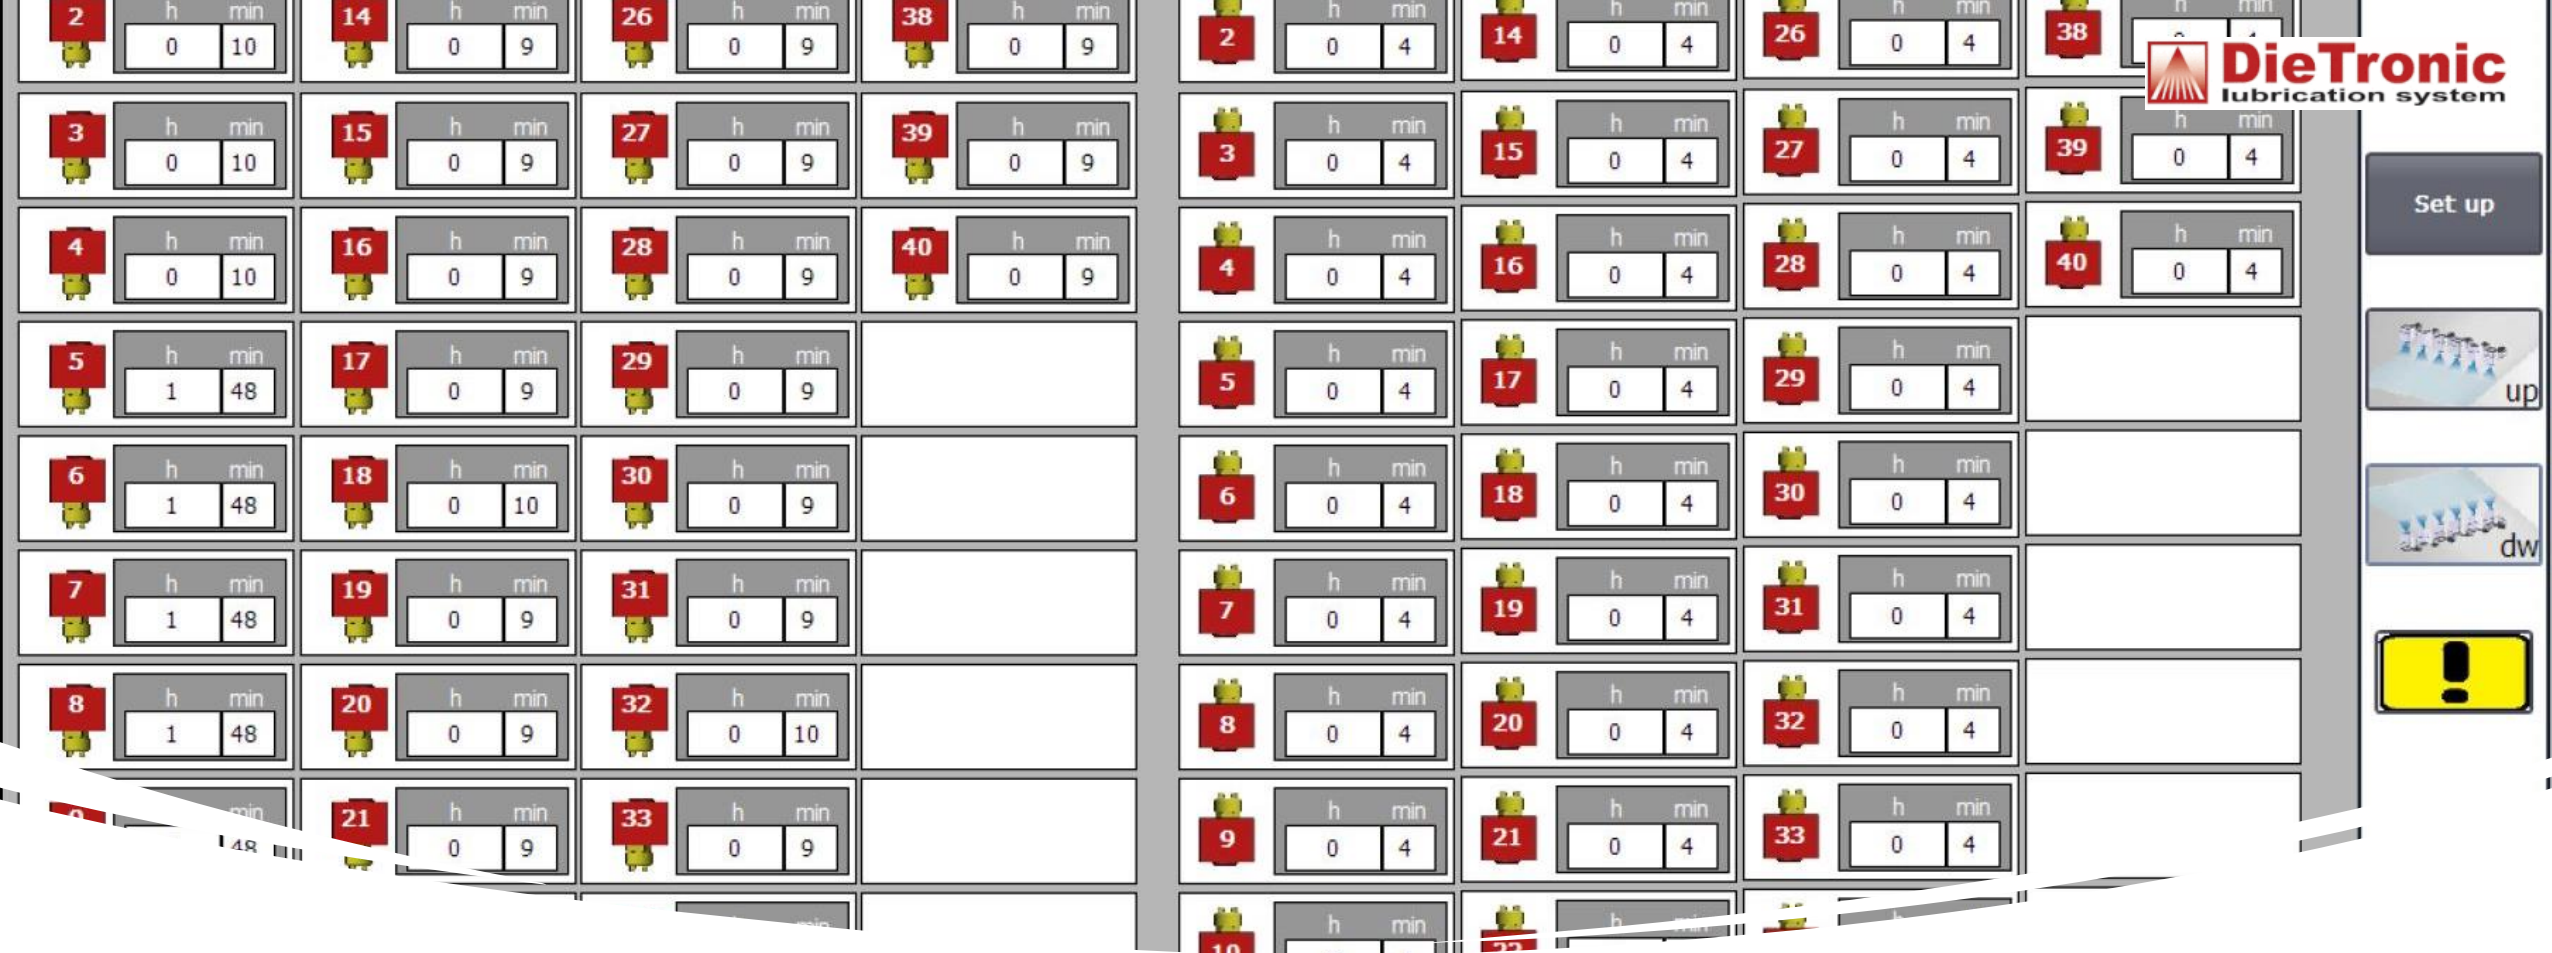 2 h min 14 h min 26 h min 38 h min 2 h min 14 h min 26 h min 38 h min
0 10 0 9 0 9 0 9 0 4 0 4 0 4
DieTronic
lubrication system
3 h min 15 h min 27 h min 39 h min 3 h min 15 h min 27 h min 39 h min
0 10 0 9 0 9 0 9 0 4 0 4 0 4 0 4
Set up
4 h min 16 h min 28 h min 40 h min 4 h min 16 h min 28 h min 40 h min
0 10 0 9 0 9 0 9 0 4 0 4 0 4 0 4
5 h min 17 h min 29 h min 5 h min 17 h min 29 h min
1 48 0 9 0 9 0 4 0 4 0 4
up
6 h min 18 h min 30 h min 6 h min 18 h min 30 h min
1 48 0 10 0 9 0 4 0 4 0 4
dw
7 h min 19 h min 31 h min 7 h min 19 h min 31 h min
1 48 0 9 0 9 0 4 0 4 0 4
!
8 h min 20 h min 32 h min 8 h min 20 h min 32 h min
1 48 0 9 0 10 0 4 0 4 0 4
min 21 h min 33 h min 9 h min 21 h min 33 h min
48 0 9 0 9 0 4 0 4 0 4
h min 10 h min 22 h min h